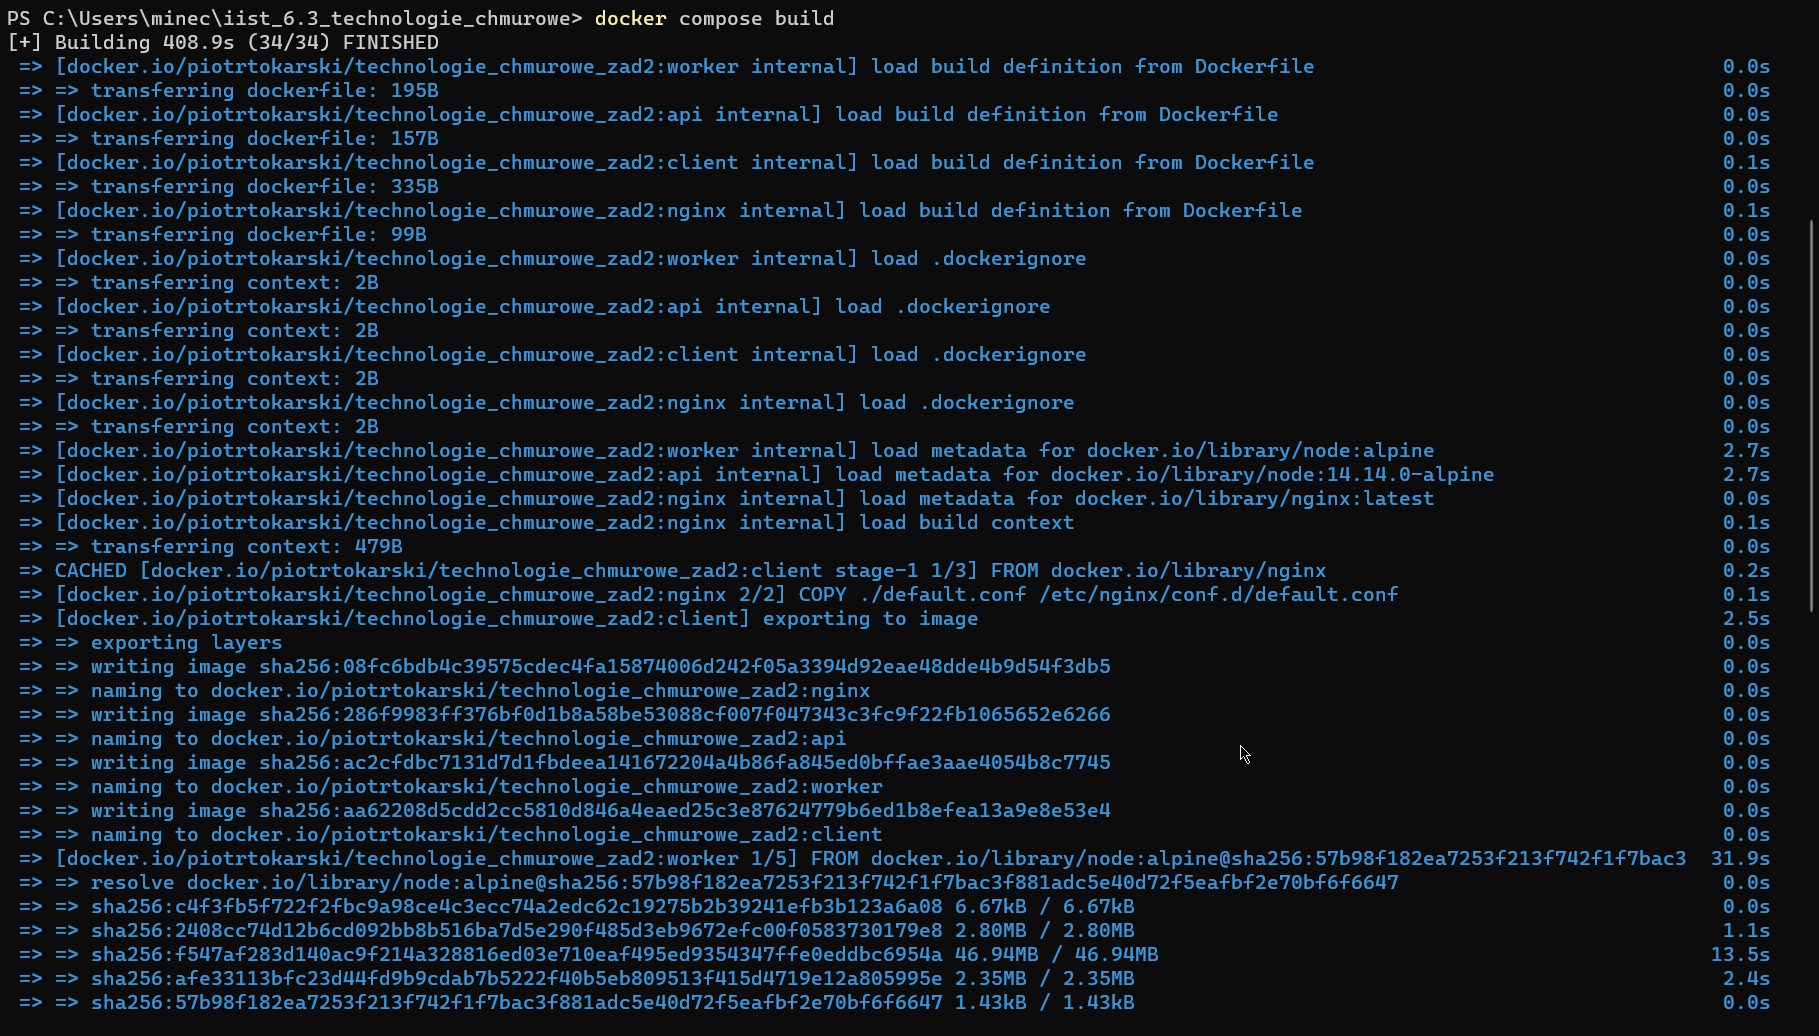 PS C:\Users\minec\iist_6.3_technologie_chmurowe> docker compose build
[+] Building 408.9s (34/34) FINISHED
=> [docker.io/piotrtokarski/technologie_chmurowe_zad2:worker internal] load build definition from Dockerfile 0.0s
=> => transferring dockerfile: 195B 0.0s
=> [docker.io/piotrtokarski/technologie_chmurowe_zad2:api internal] load build definition from Dockerfile 0.0s
=> => transferring dockerfile: 157B 0.0s
=> [docker.io/piotrtokarski/technologie_chmurowe_zad2:client internal] load build definition from Dockerfile 0.1s
=> => transferring dockerfile: 335B 0.0s
=> [docker.io/piotrtokarski/technologie_chmurowe_zad2:nginx internal] load build definition from Dockerfile 0.1s
=> => transferring dockerfile: 99B 0.0s
=> [docker.io/piotrtokarski/technologie_chmurowe_zad2:worker internal] load .dockerignore 0.0s
=> => transferring context: 2B 0.0s
=> [docker.io/piotrtokarski/technologie_chmurowe_zad2:api internal] load .dockerignore 0.0s
=> => transferring context: 2B 0.0s
=> [docker.io/piotrtokarski/technologie_chmurowe_zad2:client internal] load .dockerignore 0.0s
=> => transferring context: 2B 0.0s
=> [docker.io/piotrtokarski/technologie_chmurowe_zad2:nginx internal] load .dockerignore 0.0s
=> => transferring context: 2B 0.0s
=> [docker.io/piotrtokarski/technologie_chmurowe_zad2:worker internal] load metadata for docker.io/library/node:alpine 2.7s
=> [docker.io/piotrtokarski/technologie_chmurowe_zad2:api internal] load metadata for docker.io/library/node:14.14.0-alpine 2.7s
=> [docker.io/piotrtokarski/technologie_chmurowe_zad2:nginx internal] load metadata for docker.io/library/nginx:latest 0.0s
=> [docker.io/piotrtokarski/technologie_chmurowe_zad2:nginx internal] load build context 0.1s
=> => transferring context: 479B 0.0s
=> CACHED [docker.io/piotrtokarski/technologie_chmurowe_zad2:client stage-1 1/3] FROM docker.io/library/nginx 0.2s
=> [docker.io/piotrtokarski/technologie_chmurowe_zad2:nginx 2/2] COPY ./default.conf /etc/nginx/conf.d/default.conf 0.1s
=> [docker.io/piotrtokarski/technologie_chmurowe_zad2:client] exporting to image 2.5s
=> => exporting layers 0.0s
=> => writing image sha256:08fc6bdb4c39575cdec4fa15874006d242f05a3394d92eae48dde4b9d54f3db5 0.0s
=> => naming to docker.io/piotrtokarski/technologie_chmurowe_zad2:nginx 0.0s
=> => writing image sha256:286f9983ff376bf0d1b8a58be53088cf007f047343c3fc9f22fb1065652e6266 0.0s
=> => naming to docker.io/piotrtokarski/technologie_chmurowe_zad2:api 0.0s
=> => writing image sha256:ac2cfdbc7131d7d1fbdeea141672204a4b86fa845ed0bffae3aae4054b8c7745 0.0s
=> => naming to docker.io/piotrtokarski/technologie_chmurowe_zad2:worker 0.0s
=> => writing image sha256:aa62208d5cdd2cc5810d846a4eaed25c3e87624779b6ed1b8efea13a9e8e53e4 0.0s
=> => naming to docker.io/piotrtokarski/technologie_chmurowe_zad2:client 0.0s
=> [docker.io/piotrtokarski/technologie_chmurowe_zad2:worker 1/5] FROM docker.io/library/node:alpine@sha256:57b98f182ea7253f213f742f1f7bac3 31.9s
=> => resolve docker.io/library/node:alpine@sha256:57b98f182ea7253f213f742f1f7bac3f881adc5e40d72f5eafbf2e70bf6f6647 0.0s
=> => sha256:c4f3fb5f722f2fbc9a98ce4c3ecc74a2edc62c19275b2b39241efb3b123a6a08 6.67kB / 6.67kB 0.0s
=> => sha256:2408cc74d12b6cd092bb8b516ba7d5e290f485d3eb9672efc00f0583730179e8 2.80MB / 2.80MB 1.1s
=> => sha256:f547af283d140ac9f214a328816ed03e710eaf495ed9354347ffe0eddbc6954a 46.94MB / 46.94MB 13.5s
=> => sha256:afe33113bfc23d44fd9b9cdab7b5222f40b5eb809513f415d4719e12a805995e 2.35MB / 2.35MB 2.4s
=> => sha256:57b98f182ea7253f213f742f1f7bac3f881adc5e40d72f5eafbf2e70bf6f6647 1.43kB / 1.43kB 0.0s